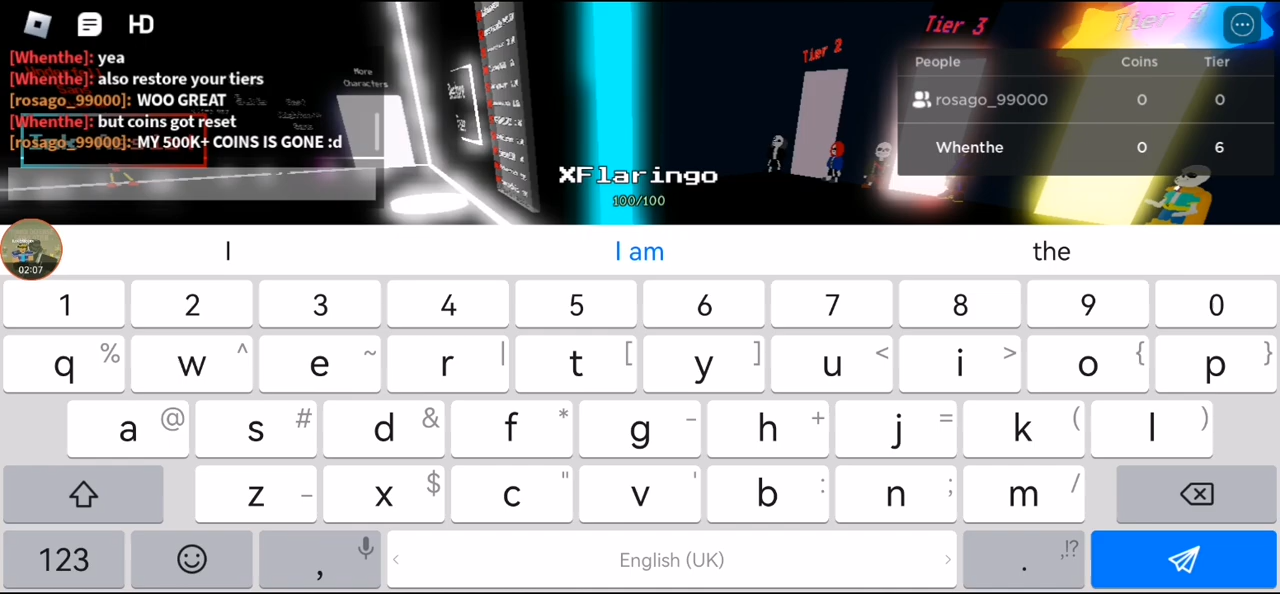 HD
[Whenthe]: yea
[Whenthe]: also restore your tiers
[rosago_99000]: WOO GREAT
[Whenthe]: but coins got reset
[rosago_99000]: MY 500K+ COINS IS GONE :d
More
Characters
XFlaringo
100/100
Tier 2
Tier 3
Tier 4
People Coins Tier
rosago_99000 0 0
Whenthe 0 6
02:07
I I am the
1 2 3 4 5 6 7 8 9 0
q % w ^ e ~ r | t [ y ] u < i > o { p }
a @ s # d & f * g - h + j = k ( l )
z _ x $ c " v ' b : n ; m /
123 , < English (UK) > . ,!?